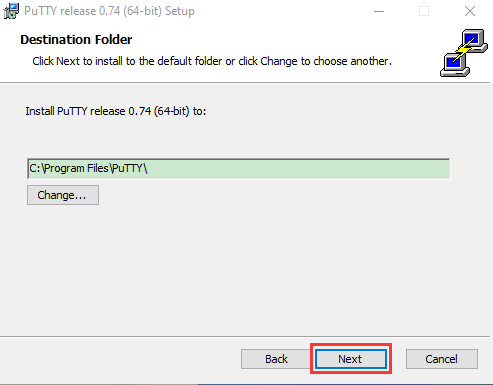 PuTTY release 0.74 (64-bit) Setup
Destination Folder
Click Next to install to the default folder or click Change to choose another.
Install PuTTY release 0.74 (64-bit) to:
C:\Program Files\PuTTY\
Change...
Back Next Cancel